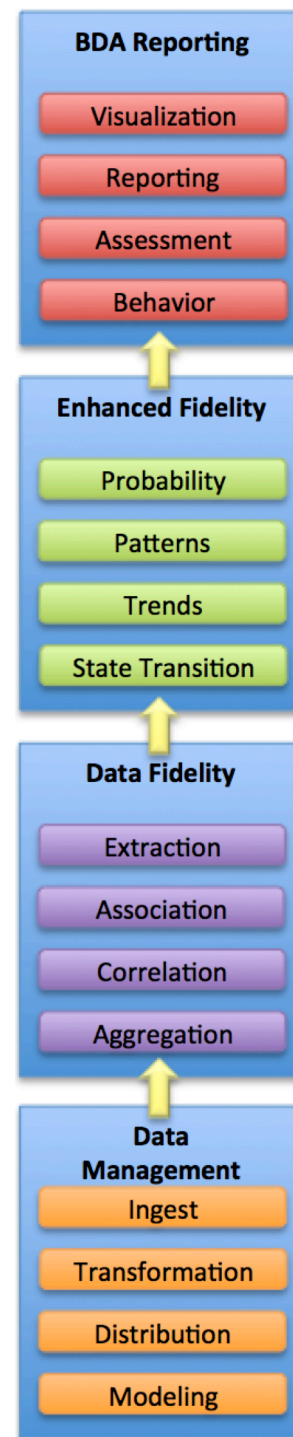 BDA Reporting
Visualization
Reporting
Assessment
Behavior
Enhanced Fidelity
Probability
Patterns
Trends
State Transition
Data Fidelity
Extraction
Association
Correlation
Aggregation
Data
Management
Ingest
Transformation
Distribution
Modeling